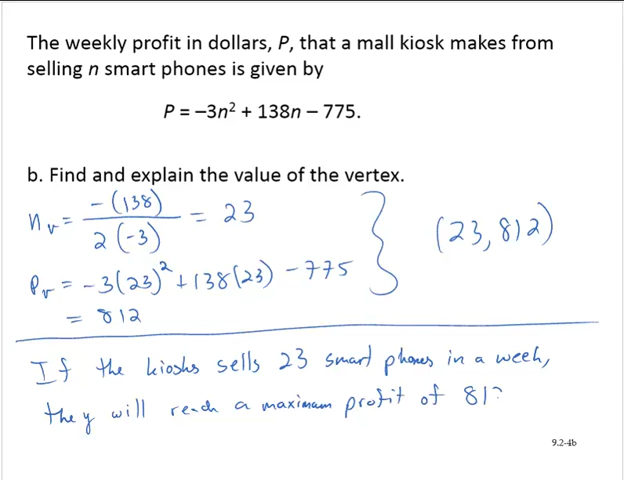 The weekly profit in dollars, P, that a mall kiosk makes from
selling n smart phones is given by
P = –3n² + 138n – 775.
b. Find and explain the value of the vertex.
n_v = -(138) / 2(-3) = 23
P_v = -3(23)² + 138(23) - 775
= 812
} (23, 812)
If the kiosks sells 23 smart phones in a week,
they will reach a maximum profit of 81
9.2-4b